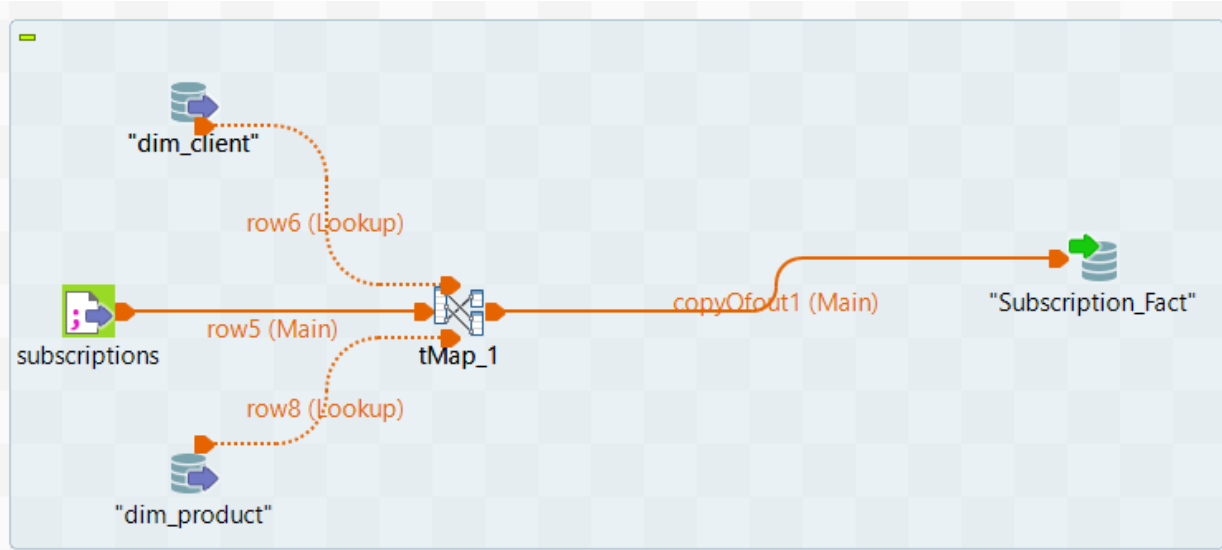 "dim_client"
row6 (Lookup)
copyOfout1 (Main)
"Subscription_Fact"
row5 (Main)
subscriptions
tMap_1
row8 (Lookup)
"dim_product"